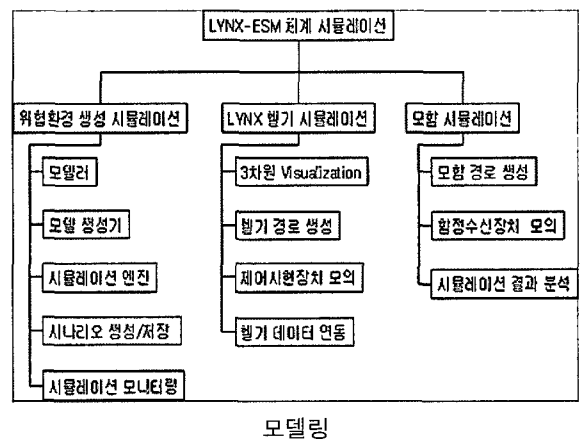 LYNX-ESM 체계 시뮬레이션
위협환경 생성 시뮬레이션
LYNX 헬기 시뮬레이션
모함 시뮬레이션
모델러
모델 생성기
시뮬레이션 엔진
시나리오 생성/저장
시뮬레이션 모니터링
3차원 Visualization
헬기 경로 생성
제어시현장치 모의
헬기 데이터 연동
모함 경로 생성
함정수신장치 모의
시뮬레이션 결과 분석
모델링